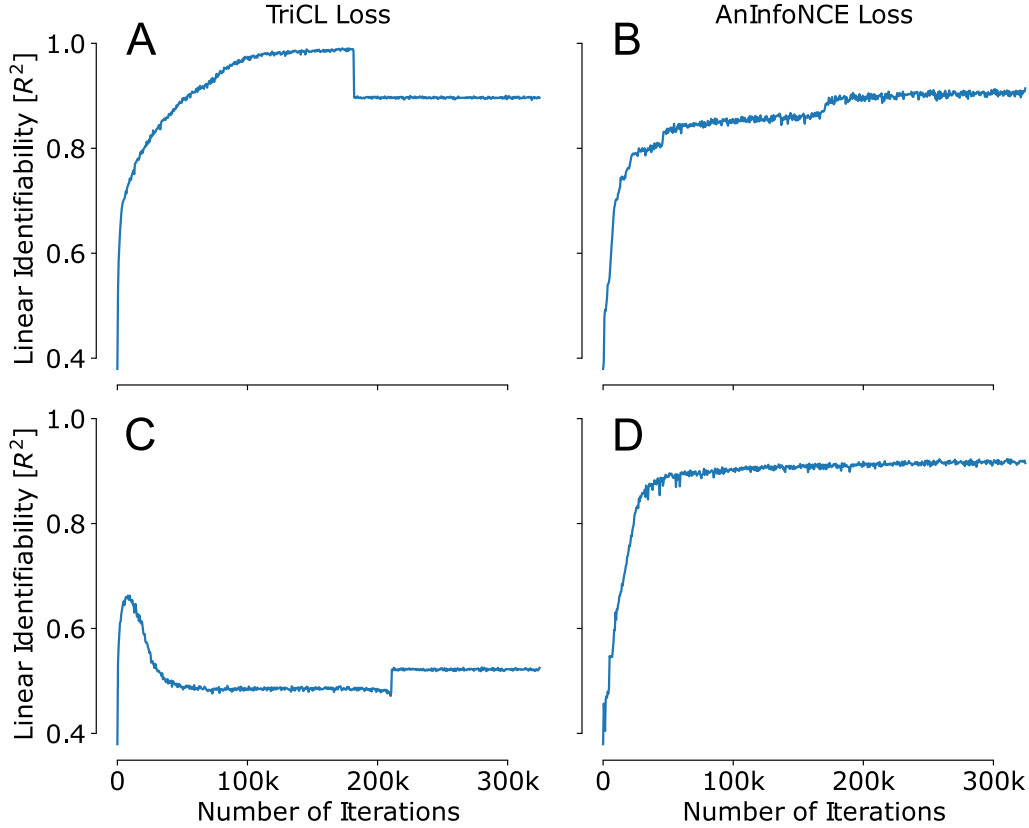 TriCL Loss
AnInfoNCE Loss
A
B
Linear Identifiability [R²]
1.0
0.8
0.6
0.4
Linear Identifiability [R²]
C
D
1.0
0.8
0.6
0.4
0
100k
200k
300k
0
100k
200k
300k
Number of Iterations
Number of Iterations